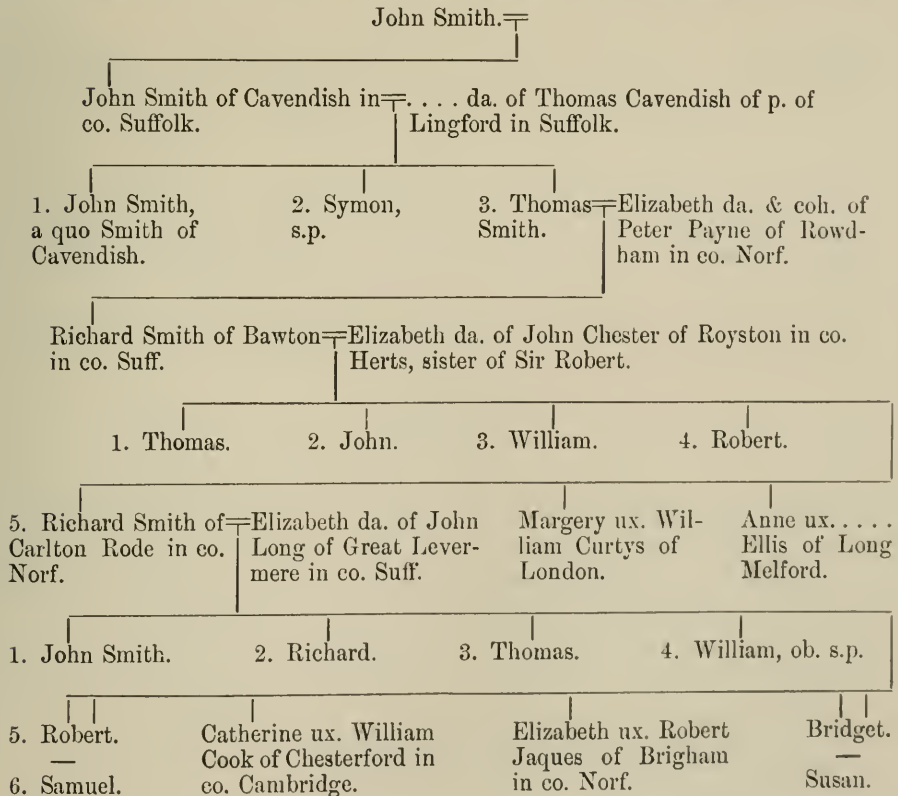 John Smith.
John Smith of Cavendish in
co. Suffolk.
. . . . da. of Thomas Cavendish of p. of
Lingford in Suffolk.
1. John Smith,
a quo Smith of
Cavendish.
2. Symon,
s.p.
3. Thomas
Smith.
Elizabeth da. & coh. of
Peter Payne of Rowd-
ham in co. Norf.
Richard Smith of Bawton
in co. Suff.
Elizabeth da. of John Chester of Royston in co.
Herts, sister of Sir Robert.
1. Thomas.
2. John.
3. William.
4. Robert.
5. Richard Smith of
Carlton Rode in co.
Norf.
Elizabeth da. of John
Long of Great Lever-
mere in co. Suff.
Margery ux. Wil-
liam Curtys of
London.
Anne ux. . . . .
Ellis of Long
Melford.
1. John Smith.
2. Richard.
3. Thomas.
4. William, ob. s.p.
5. Robert.
—
6. Samuel.
Catherine ux. William
Cook of Chesterford in
co. Cambridge.
Elizabeth ux. Robert
Jaques of Brigham
in co. Norf.
Bridget.
—
Susan.